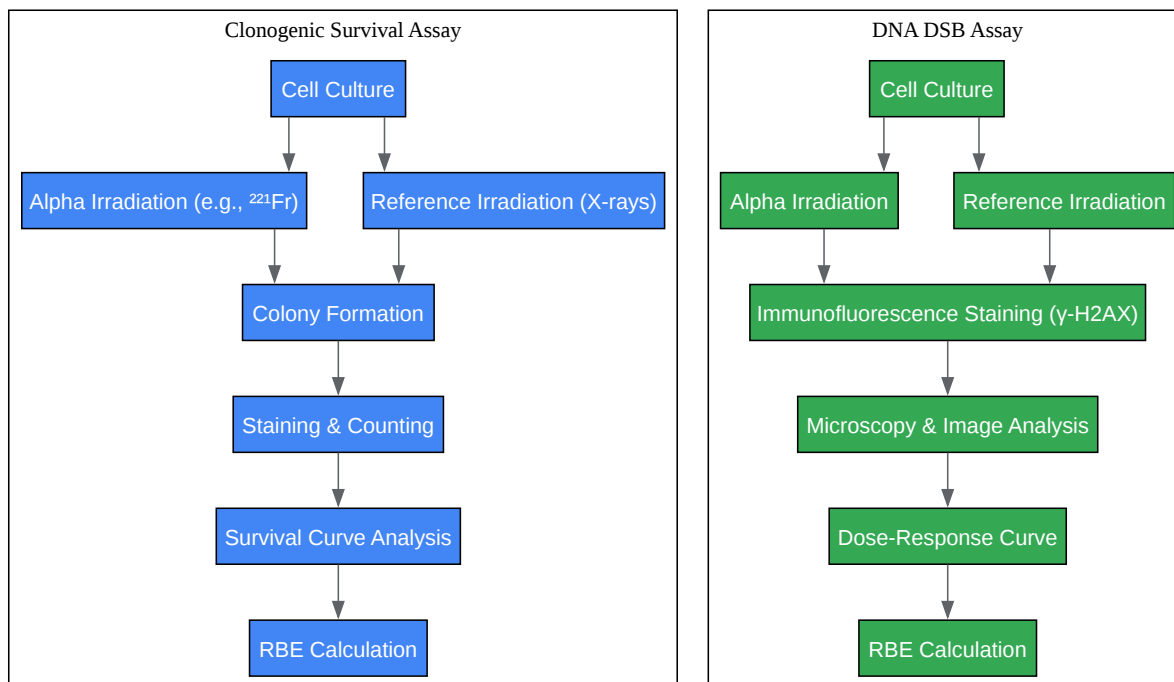 Clonogenic Survival Assay
Cell Culture
Alpha Irradiation (e.g., ²²¹Fr)
Reference Irradiation (X-rays)
Colony Formation
Staining & Counting
Survival Curve Analysis
RBE Calculation
DNA DSB Assay
Cell Culture
Alpha Irradiation
Reference Irradiation
Immunofluorescence Staining (γ-H2AX)
Microscopy & Image Analysis
Dose-Response Curve
RBE Calculation